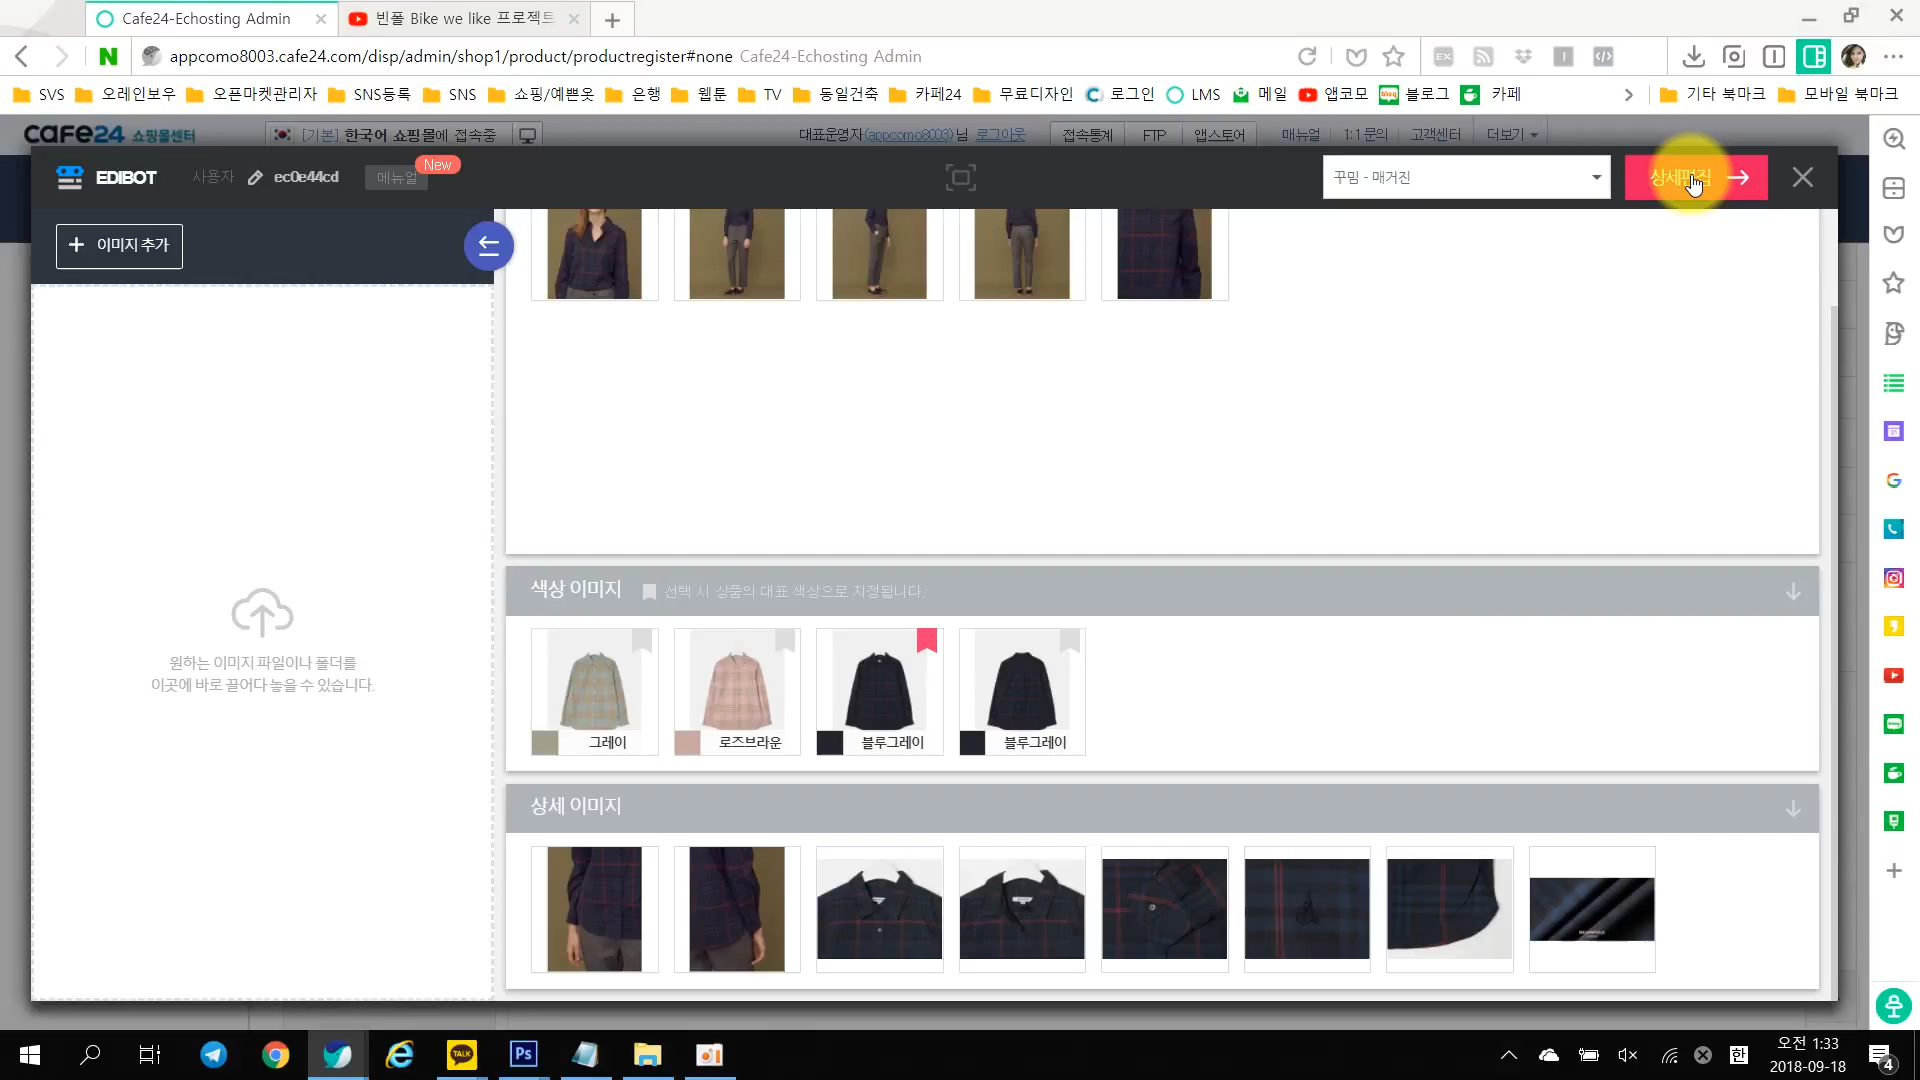 Cafe24-Echosting Admin
빈폴 Bike we like 프로젝트
appcomo8003.cafe24.com/disp/admin/shop1/product/productregister#none Cafe24-Echosting Admin
SVS 오레인보우 오픈마켓관리자 SNS등록 SNS 쇼핑/예쁜옷 은행 웹툰 TV 동일건축 카페24 무료디자인 로그인 LMS 메일 앱코모 블로그 카페 기타 북마크 모바일 북마크
cafe24 쇼핑몰센터 [기본] 한국어 쇼핑몰에 접속중 대표운영자(appcomo8003)님 로그아웃 접속통계 FTP 앱스토어 매뉴얼 1:1 문의 고객센터 더보기
EDIBOT 사용자 ec0e44cd 메뉴얼 New 꾸밈 - 매거진 상세편집
이미지 추가
원하는 이미지 파일이나 폴더를
이곳에 바로 끌어다 놓을 수 있습니다.
색상 이미지 선택 시 상품의 대표 색상으로 지정됩니다.
그레이 로즈브라운 블루그레이 블루그레이
상세 이미지
TALK Ps 한
오전 1:33
2018-09-18
4